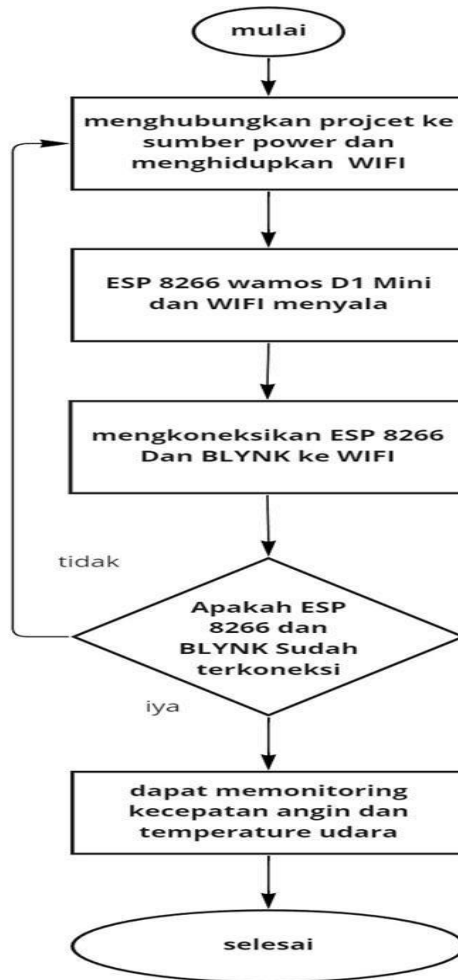 mulai
menghubungkan projcet ke
sumber power dan
menghidupkan WIFI
ESP 8266 wamos D1 Mini
dan WIFI menyala
mengkoneksikan ESP 8266
Dan BLYNK ke WIFI
tidak
Apakah ESP
8266 dan
BLYNK Sudah
terkoneksi
iya
dapat memonitoring
kecepatan angin dan
temperature udara
selesai